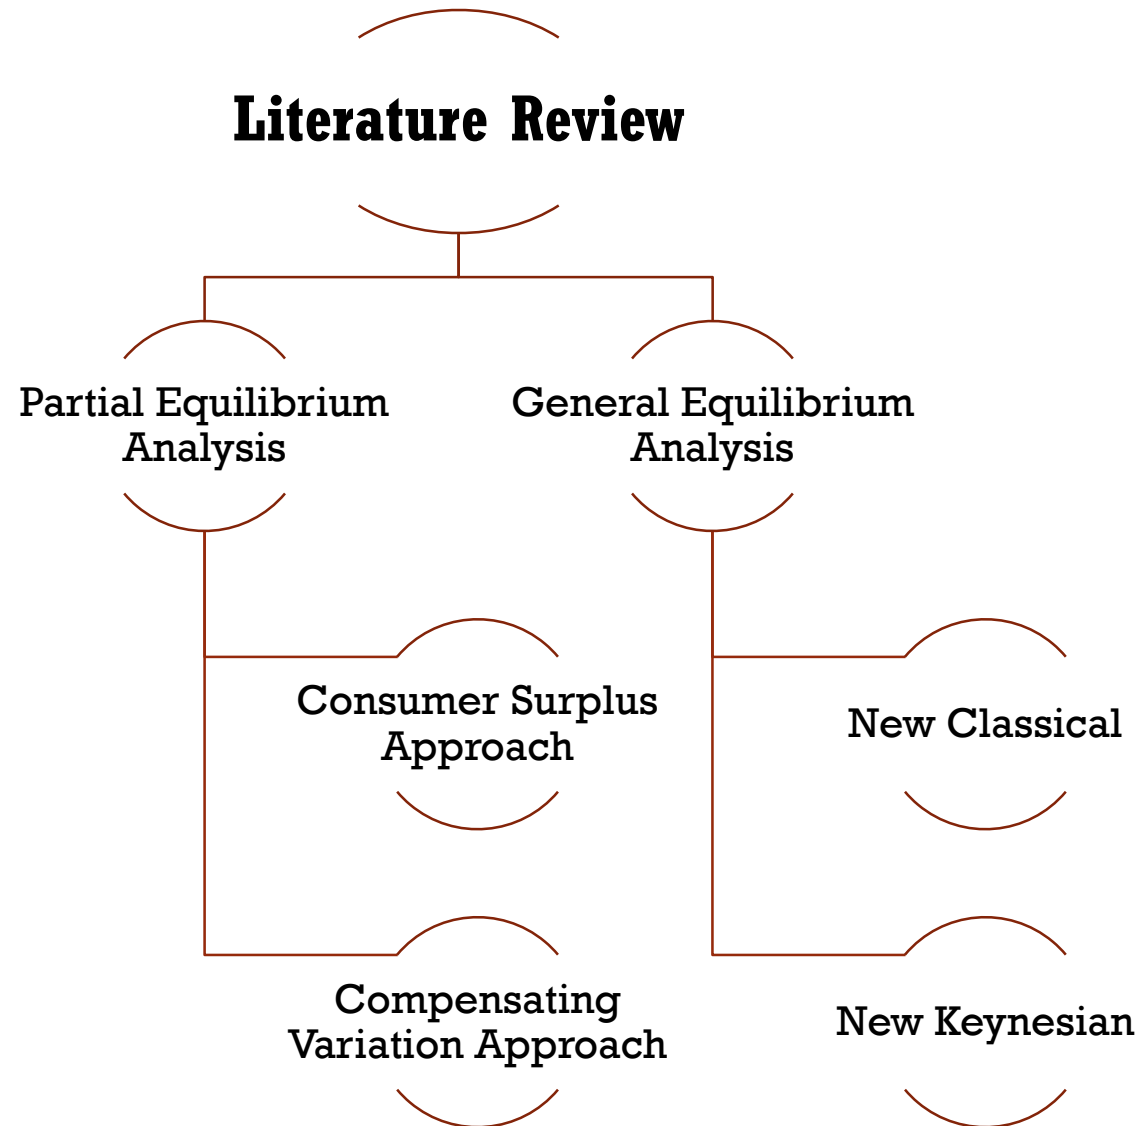 Literature Review
Partial Equilibrium
Analysis
General Equilibrium
Analysis
Consumer Surplus
Approach
New Classical
Compensating
Variation Approach
New Keynesian